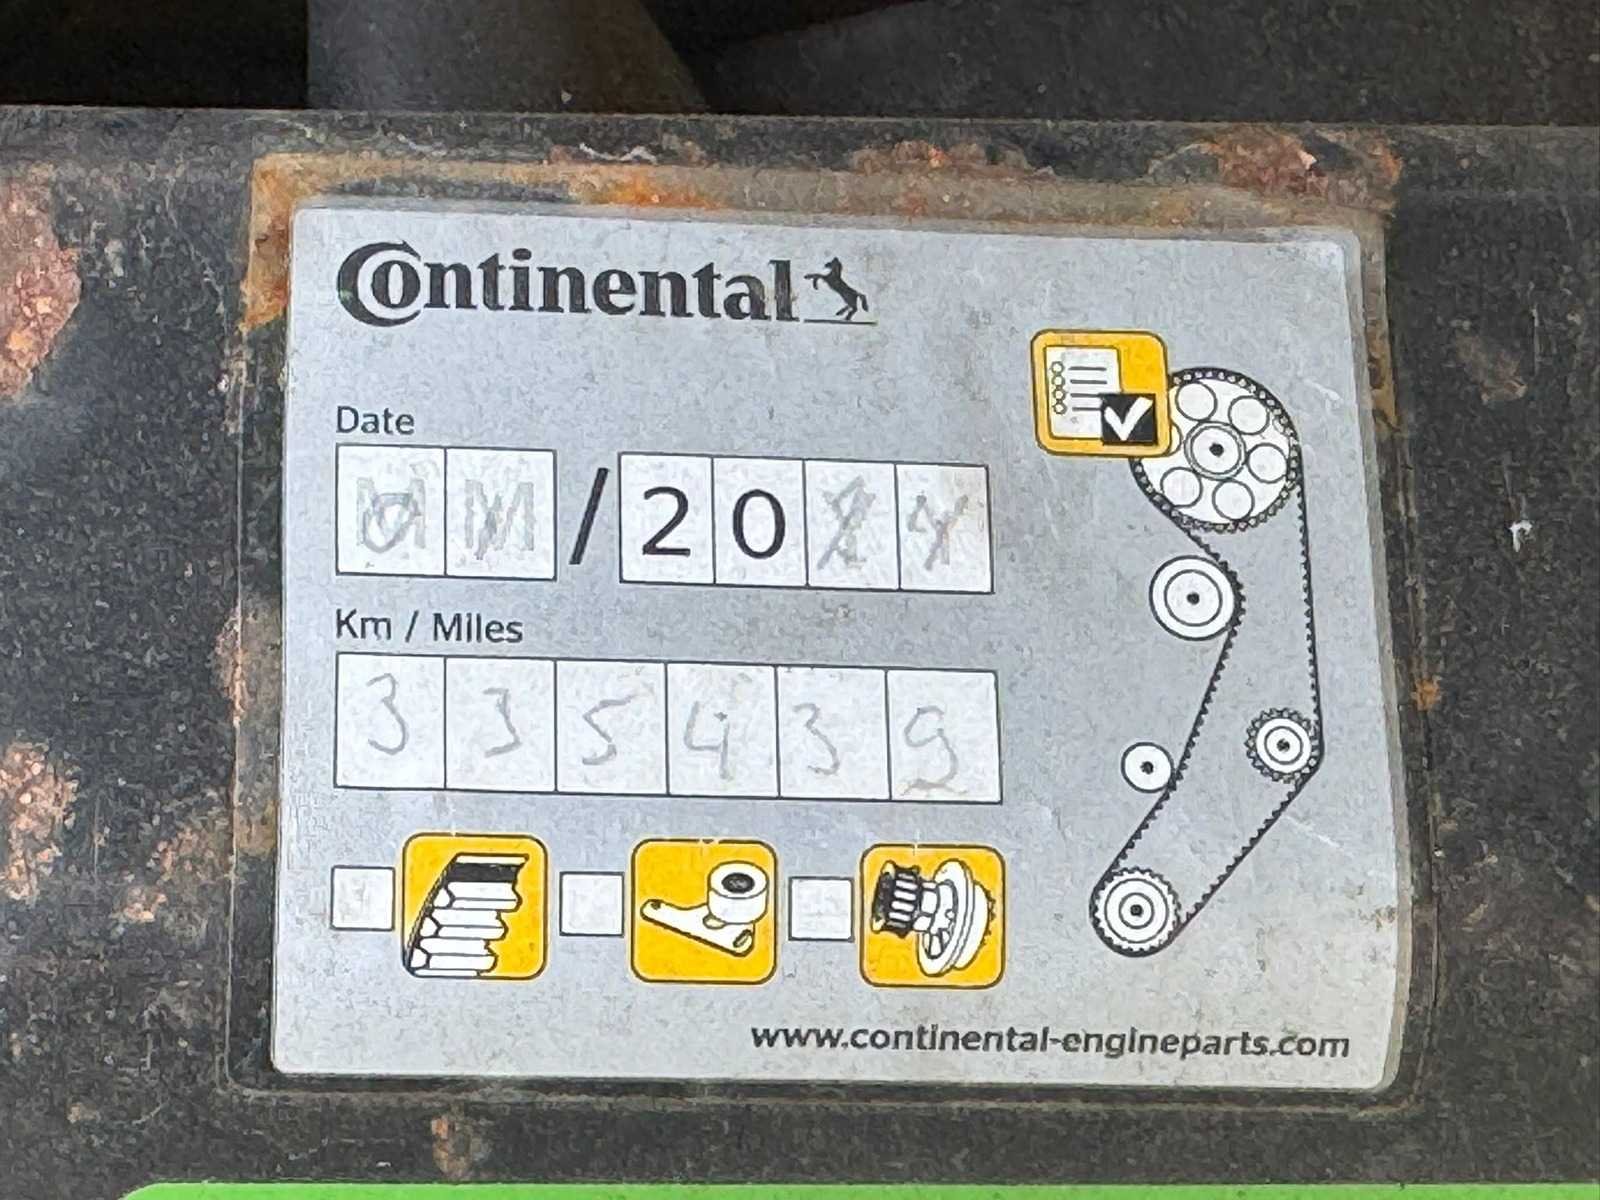 Continental
Date
/ 20
Km / Miles
335439
www.continental-engineparts.com